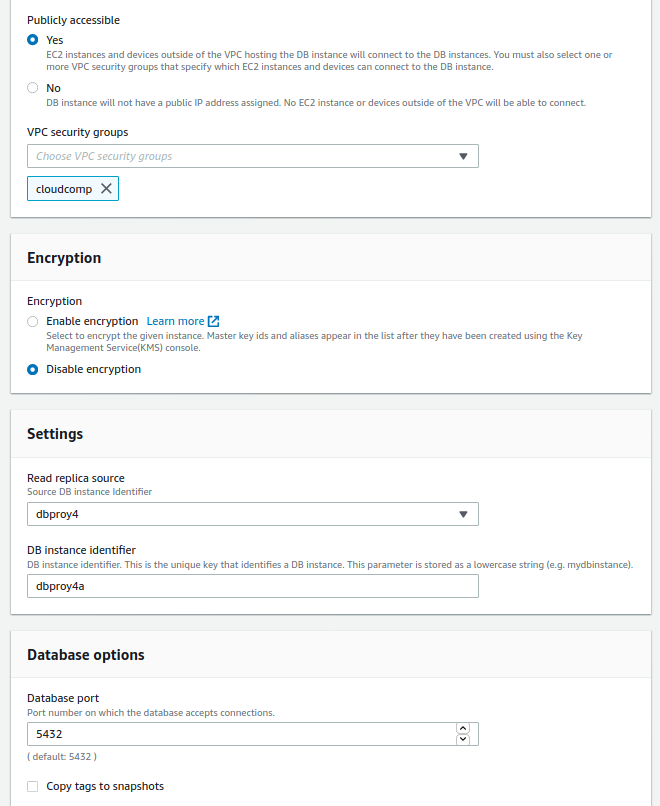 Publicly accessible
Yes
EC2 instances and devices outside of the VPC hosting the DB instance will connect to the DB instances. You must also select one or
more VPC security groups that specify which EC2 instances and devices can connect to the DB instance.
No
DB instance will not have a public IP address assigned. No EC2 instance or devices outside of the VPC will be able to connect.
VPC security groups
Choose VPC security groups
cloudcomp
Encryption
Encryption
Enable encryption Learn more
Select to encrypt the given instance. Master key ids and aliases appear in the list after they have been created using the Key
Management Service(KMS) console.
Disable encryption
Settings
Read replica source
Source DB instance Identifier
dbproy4
DB instance identifier
DB instance identifier. This is the unique key that identifies a DB instance. This parameter is stored as a lowercase string (e.g. mydbinstance).
dbproy4a
Database options
Database port
Port number on which the database accepts connections.
5432
( default: 5432 )
Copy tags to snapshots